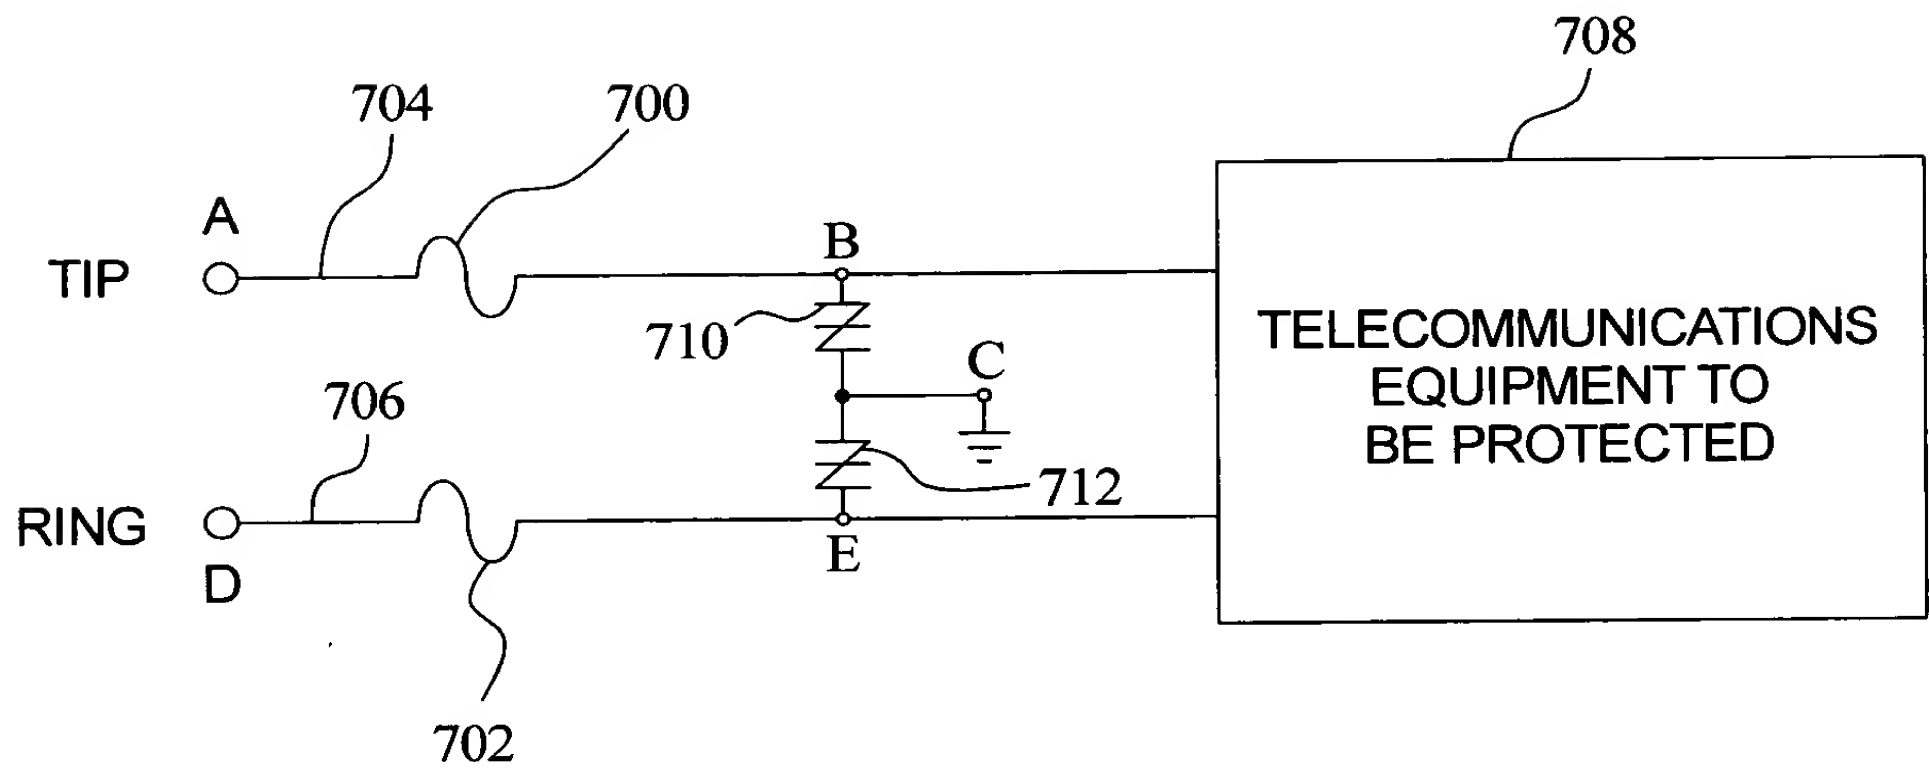 708
704
700
A
TIP
B
710
C
TELECOMMUNICATIONS
EQUIPMENT TO
BE PROTECTED
706
712
RING
D
E
702